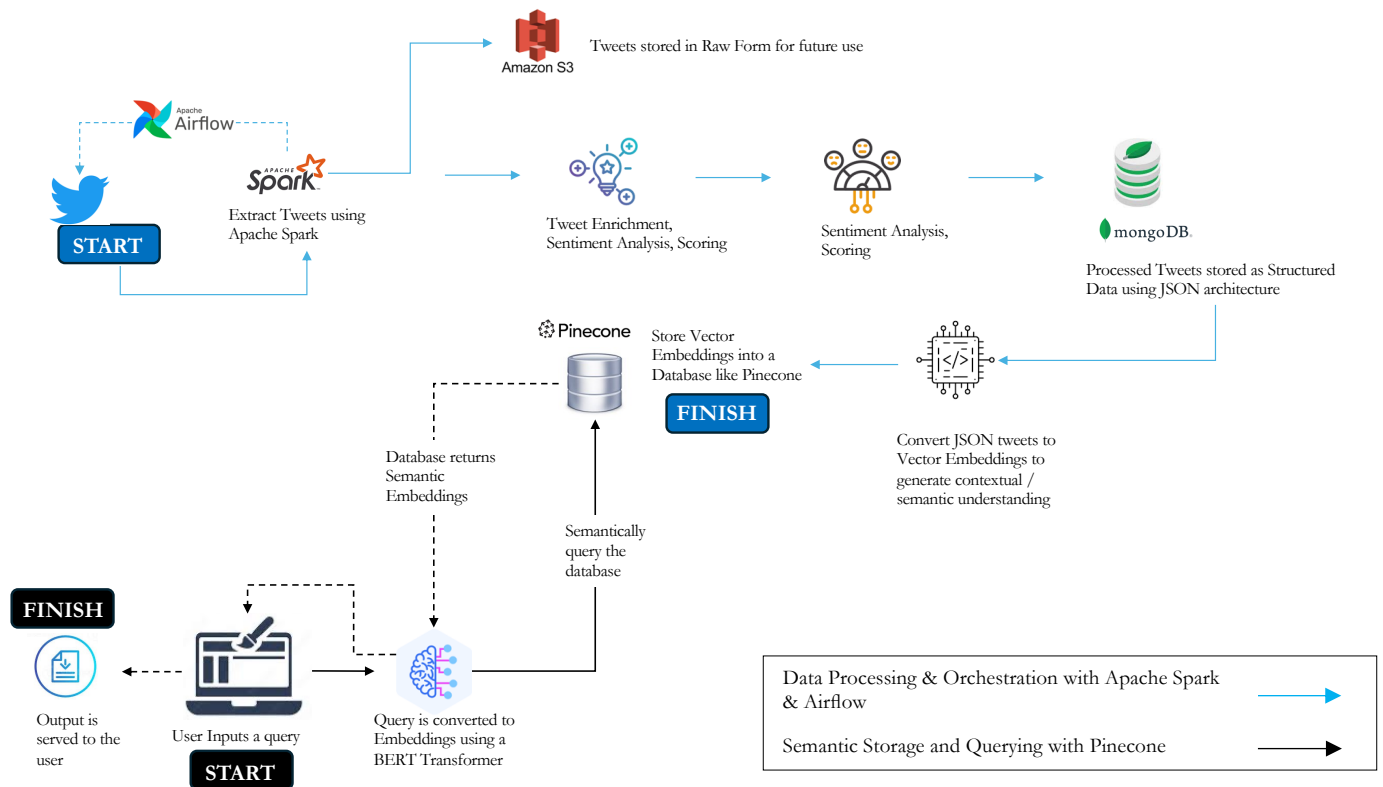 Amazon S3
Tweets stored in Raw Form for future use
Apache
Airflow
APACHE
Spark
TM
Extract Tweets using
Apache Spark
START
Tweet Enrichment,
Sentiment Analysis, Scoring
Sentiment Analysis,
Scoring
mongoDB.
Processed Tweets stored as Structured
Data using JSON architecture
Pinecone
Store Vector
Embeddings into a
Database like Pinecone
FINISH
</>
Convert JSON tweets to
Vector Embeddings to
generate contextual /
semantic understanding
Database returns
Semantic
Embeddings
Semantically
query the
database
FINISH
Output is
served to the
user
User Inputs a query
START
Query is converted to
Embeddings using a
BERT Transformer
Data Processing & Orchestration with Apache Spark
& Airflow
Semantic Storage and Querying with Pinecone